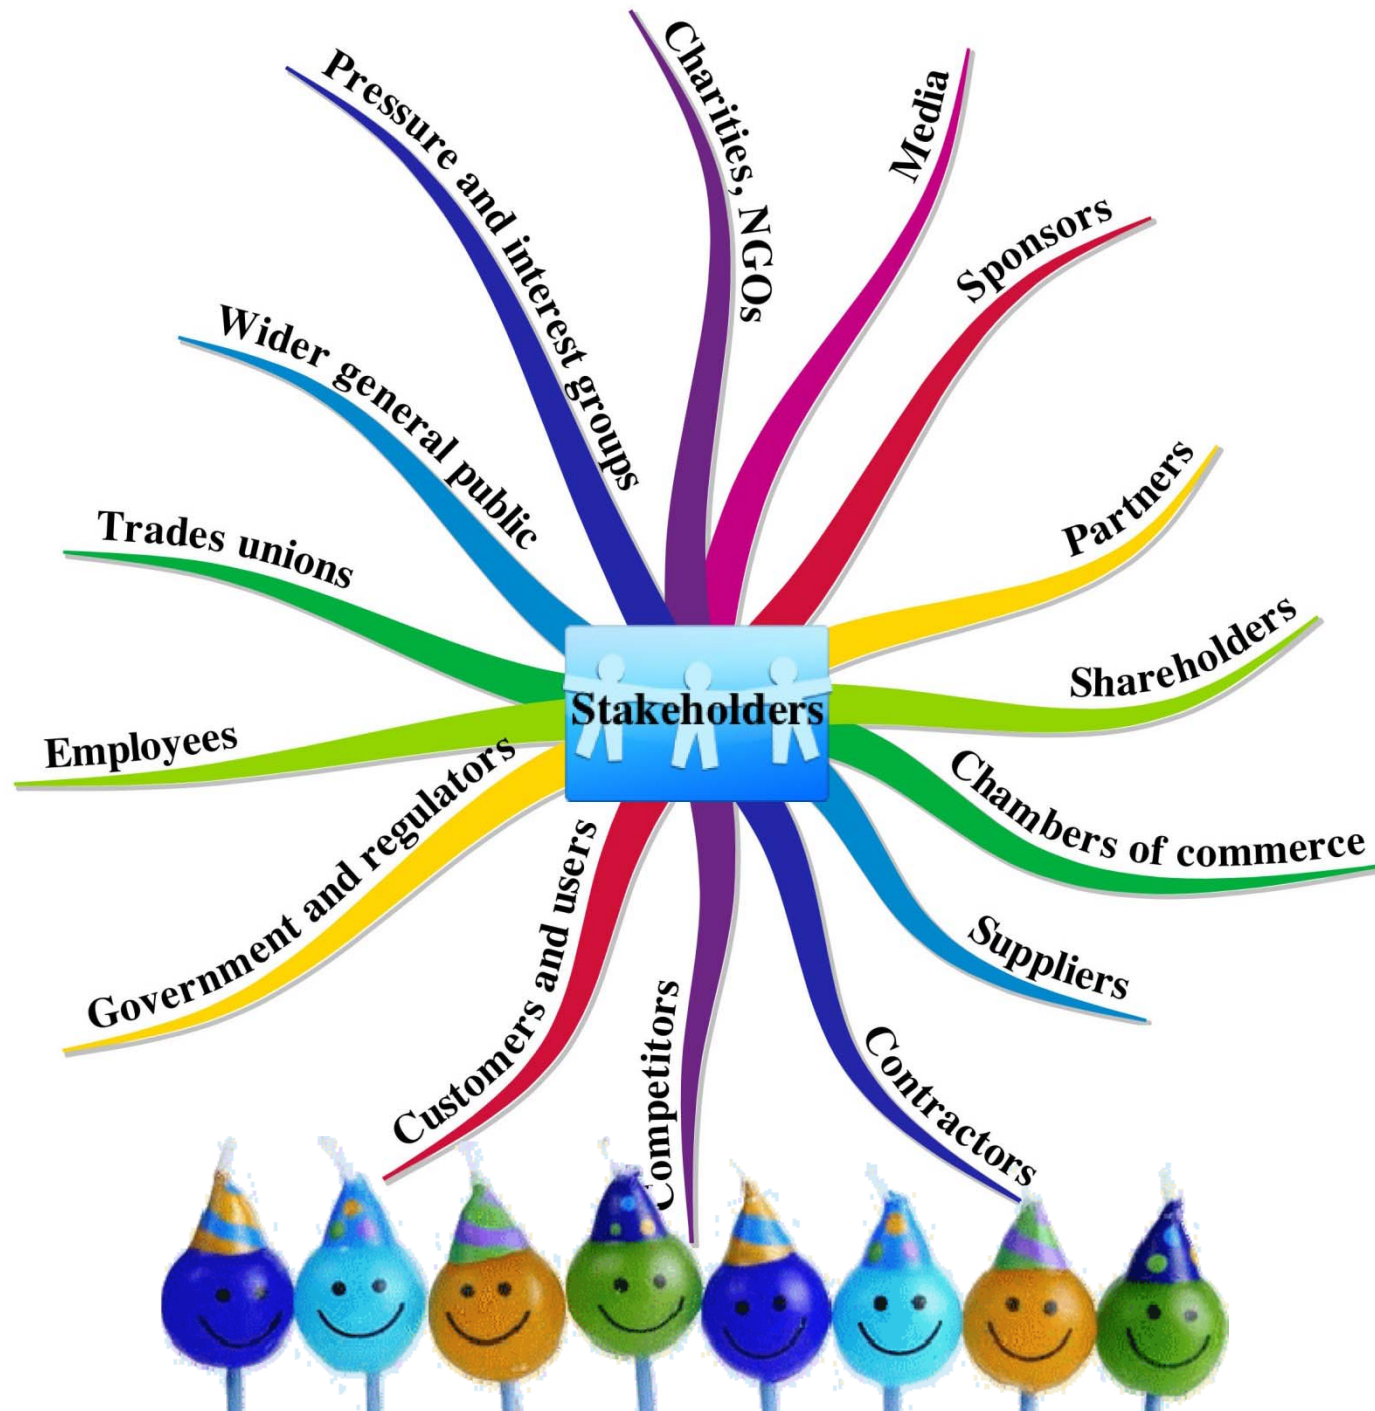 Charities, NGOs
Media
Sponsors
Partners
Shareholders
Chambers of commerce
Suppliers
Contractors
Competitors
Customers and users
Government and regulators
Employees
Trades unions
Wider general public
Pressure and interest groups
Stakeholders